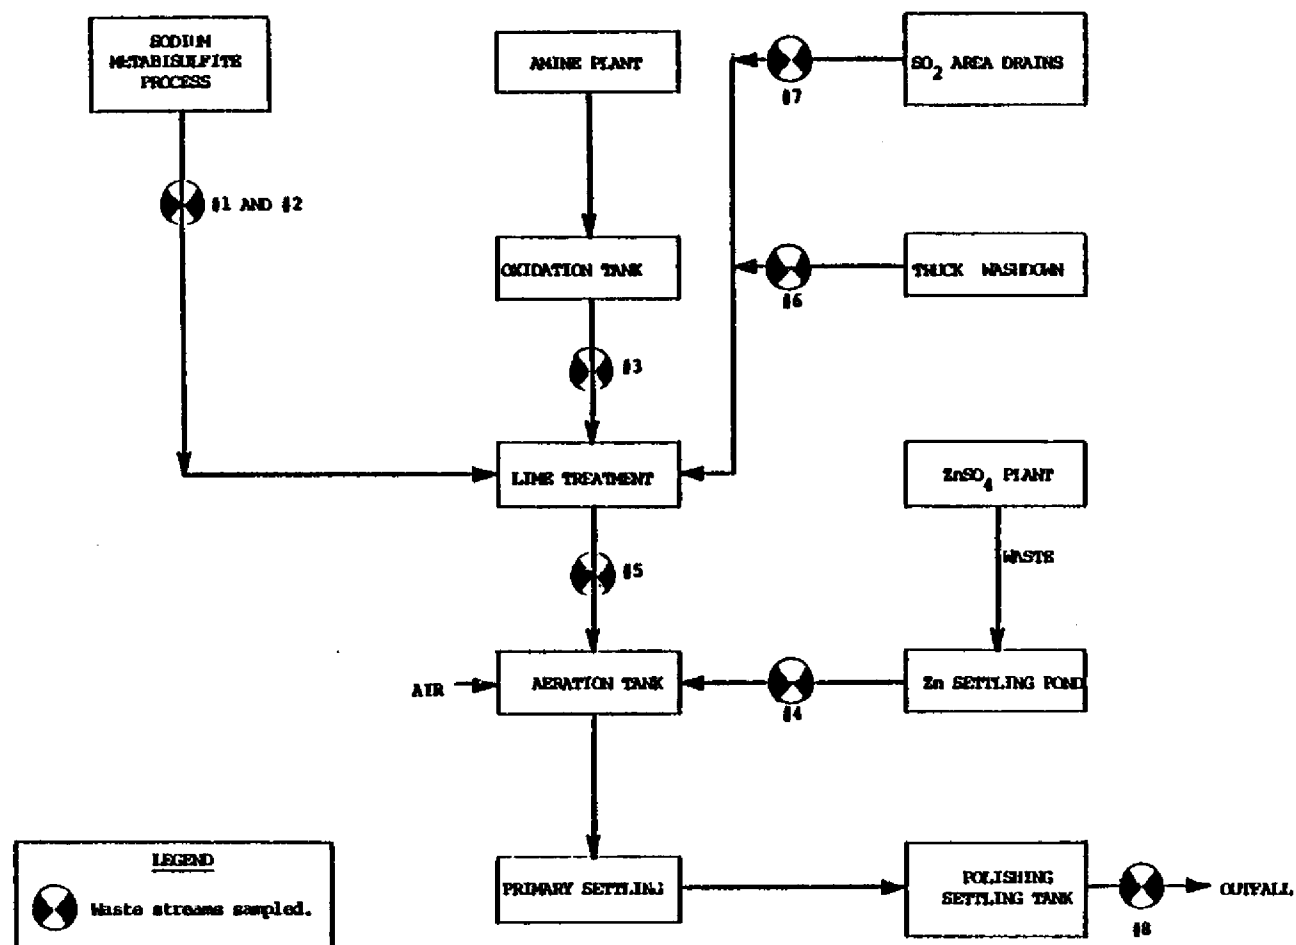 SODIUM
METABISULFITE
PROCESS
AMINE PLANT
SO2 AREA DRAINS
#7
#1 AND #2
OXIDATION TANK
TRUCK WASHDOWN
#6
#3
LIME TREATMENT
ZnSO4 PLANT
WASTE
#5
AIR
AERATION TANK
#4
Zn SETTLING POND
LEGEND
Waste streams sampled.
PRIMARY SETTLING
POLISHING
SETTLING TANK
OUTFALL
#8